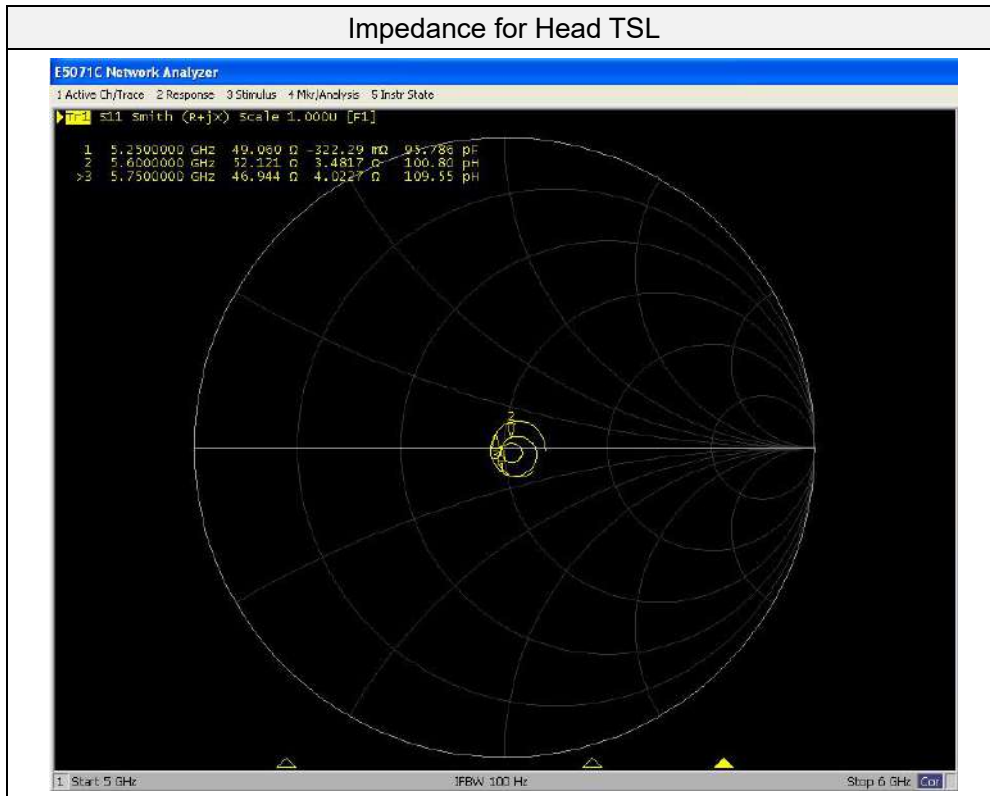 Impedance for Head TSL
E5071C Network Analyzer
1 Active Ch/Trace 2 Response 3 Stimulus 4 Mkr/Analysis 5 Instr State
Tr1 S11 Smith (R+jX) Scale 1.000U [F1]
1 5.2500000 GHz 49.060 Ω -322.29 mΩ 95.786 pF
2 5.6000000 GHz 52.121 Ω 3.4817 Ω 100.80 pH
>3 5.7500000 GHz 46.944 Ω 4.0227 Ω 109.55 pH
2
1 Start 5 GHz IFBW 100 Hz Stop 6 GHz Cor